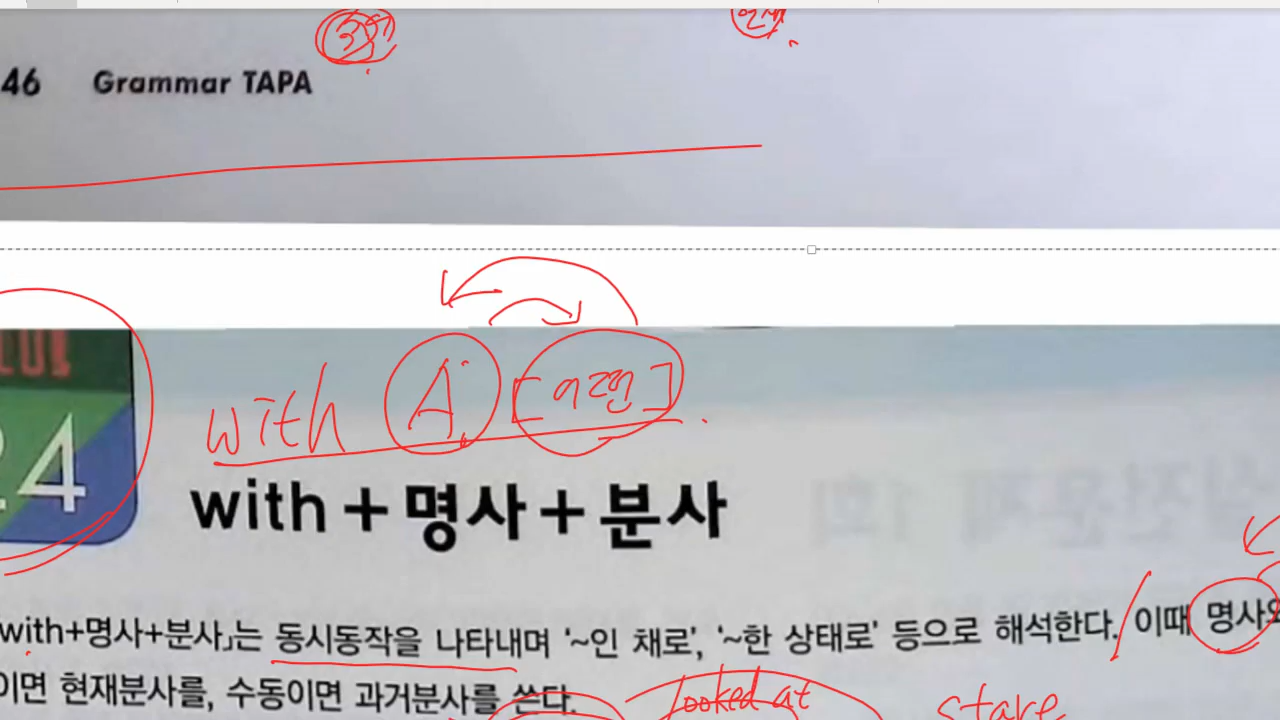 46 Grammar TAPA
with A [어떤].
24
with + 명사 + 분사
with+명사+분사」는 동시동작을 나타내며 '~인 채로', '~한 상태로' 등으로 해석한다. 이때 명사와
이면 현재분사를, 수동이면 과거분사를 쓴다.
looked at stare